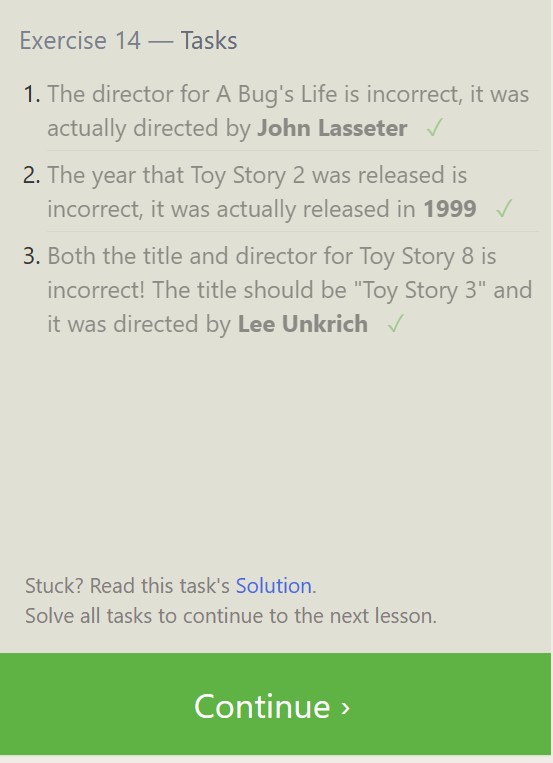 Exercise 14 — Tasks
1. The director for A Bug's Life is incorrect, it was
actually directed by John Lasseter ✓
2. The year that Toy Story 2 was released is
incorrect, it was actually released in 1999 ✓
3. Both the title and director for Toy Story 8 is
incorrect! The title should be "Toy Story 3" and
it was directed by Lee Unkrich ✓
Stuck? Read this task's Solution.
Solve all tasks to continue to the next lesson.
Continue ›